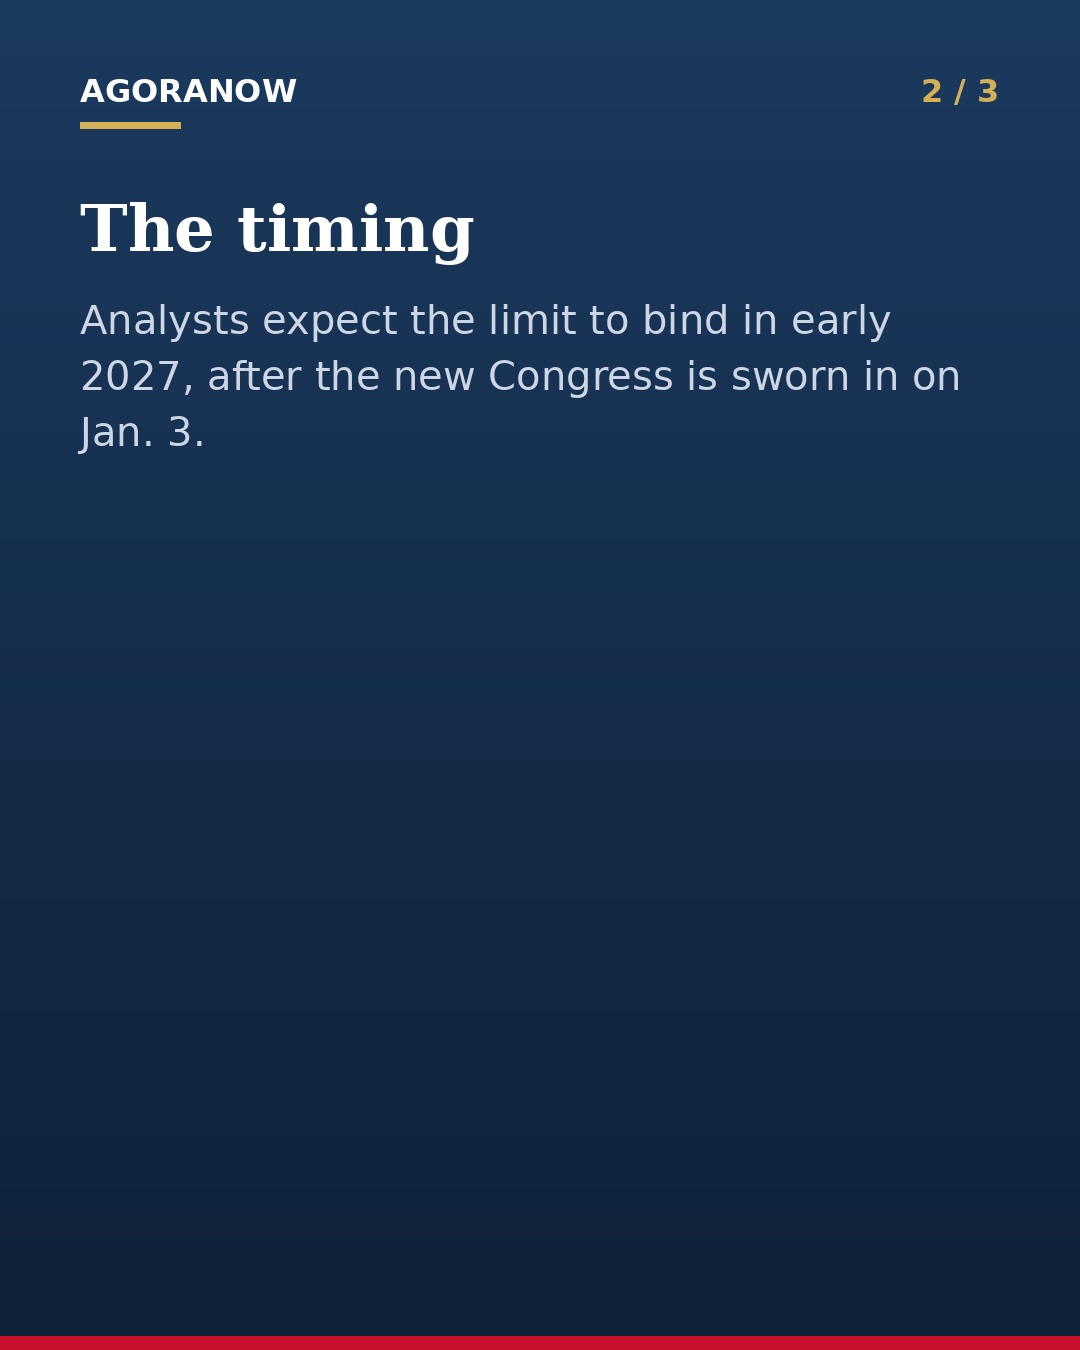 AGORANOW
2 / 3
The timing
Analysts expect the limit to bind in early
2027, after the new Congress is sworn in on
Jan. 3.